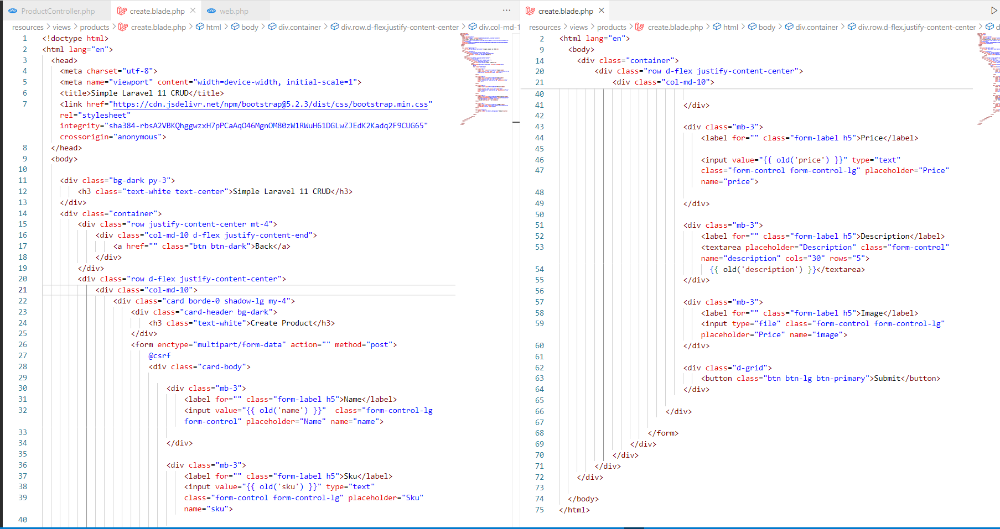 ProductController.php
create.blade.php
web.php
resources > views > products > create.blade.php > html > body > div.container > div.row.d-flex.justify-content-center > div.col-md-1
1 <!doctype html>
2 <html lang="en">
3 <head>
4 <meta charset="utf-8">
5 <meta name="viewport" content="width=device-width, initial-scale=1">
6 <title>Simple Laravel 11 CRUD</title>
7 <link href="https://cdn.jsdelivr.net/npm/bootstrap@5.2.3/dist/css/bootstrap.min.css"
rel="stylesheet"
integrity="sha384-rbsA2VBKQhggwzxH7pPCaAqO46MgnOM80zW1RWuH61DGLwZJEdK2Kadq2F9CUG65"
crossorigin="anonymous">
8 </head>
9 <body>
10
11 <div class="bg-dark py-3">
12 <h3 class="text-white text-center">Simple Laravel 11 CRUD</h3>
13 </div>
14 <div class="container">
15 <div class="row justify-content-center mt-4">
16 <div class="col-md-10 d-flex justify-content-end">
17 <a href="" class="btn btn-dark">Back</a>
18 </div>
19 </div>
20 <div class="row d-flex justify-content-center">
21 <div class="col-md-10">
22 <div class="card borde-0 shadow-lg my-4">
23 <div class="card-header bg-dark">
24 <h3 class="text-white">Create Product</h3>
25 </div>
26 <form enctype="multipart/form-data" action="" method="post">
27 @csrf
28 <div class="card-body">
29
30 <div class="mb-3">
31 <label for="" class="form-label h5">Name</label>
32 <input value="{{ old('name') }}"  class="form-control-lg
form-control" placeholder="Name" name="name">
33
34 </div>
35
36 <div class="mb-3">
37 <label for="" class="form-label h5">Sku</label>
38 <input value="{{ old('sku') }}" type="text"
39 class="form-control form-control-lg" placeholder="Sku"
name="sku">
40
create.blade.php
resources > views > products > create.blade.php > html > body > div.container > div.row.d-flex.justify-content-center > d
2 <html lang="en">
9 <body>
14 <div class="container">
20 <div class="row d-flex justify-content-center">
21 <div class="col-md-10">
40
41 </div>
42
43 <div class="mb-3">
44 <label for="" class="form-label h5">Price</label>
45
46 <input value="{{ old('price') }}" type="text"
47 class="form-control form-control-lg" placeholder="Price"
name="price">
48
49 </div>
50
51 <div class="mb-3">
52 <label for="" class="form-label h5">Description</label>
53 <textarea placeholder="Description" class="form-control"
name="description" cols="30" rows="5">
54 {{ old('description') }}</textarea>
55 </div>
56
57 <div class="mb-3">
58 <label for="" class="form-label h5">Image</label>
59 <input type="file" class="form-control form-control-lg"
placeholder="Price" name="image">
60 </div>
61
62 <div class="d-grid">
63 <button class="btn btn-lg btn-primary">Submit</button>
64 </div>
65
66 </div>
67
68 </form>
69 </div>
70 </div>
71 </div>
72 </div>
73
74 </body>
75 </html>